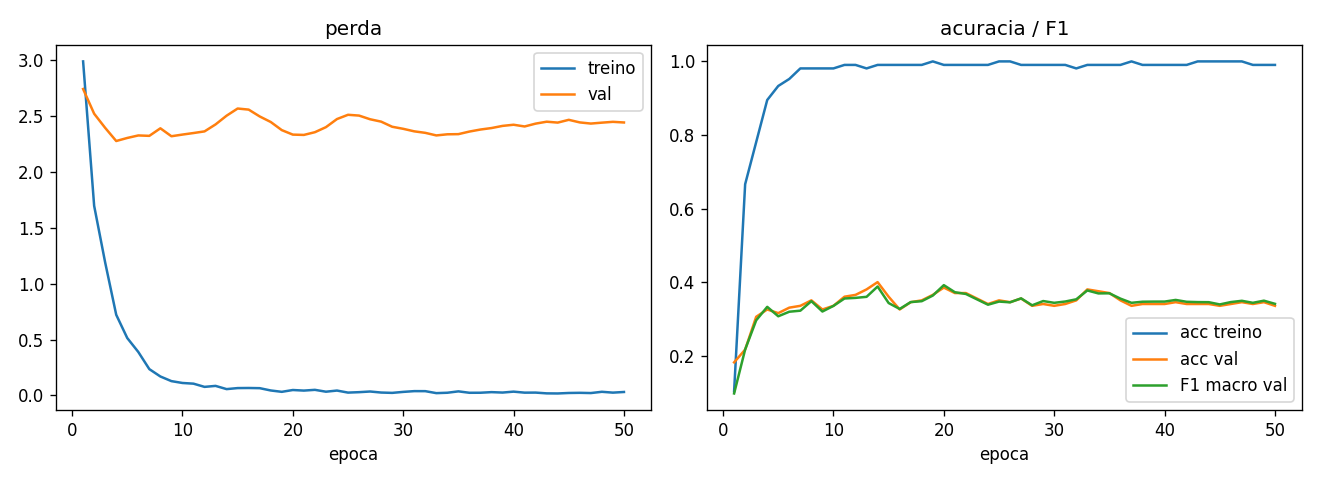 perda
3.0
2.5
2.0
1.5
1.0
0.5
0.0
0 10 20 30 40 50
epoca
treino
val
acuracia / F1
1.0
0.8
0.6
0.4
0.2
0 10 20 30 40 50
epoca
acc treino
acc val
F1 macro val